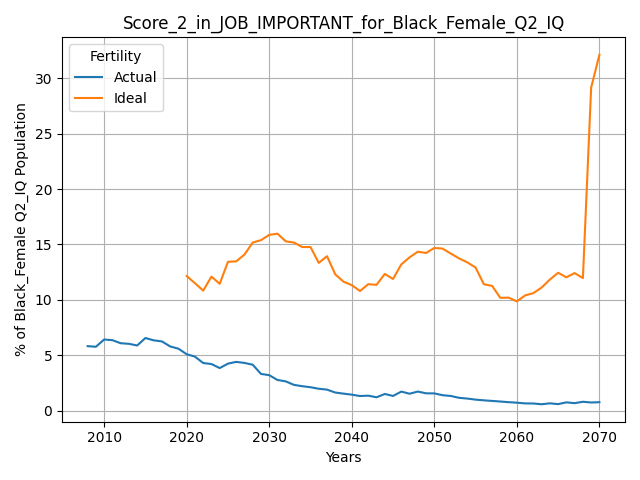 Score_2_in_JOB_IMPORTANT_for_Black_Female_Q2_IQ
Fertility
Actual
Ideal
% of Black_Female Q2_IQ Population
30
25
20
15
10
5
0
2010 2020 2030 2040 2050 2060 2070
Years